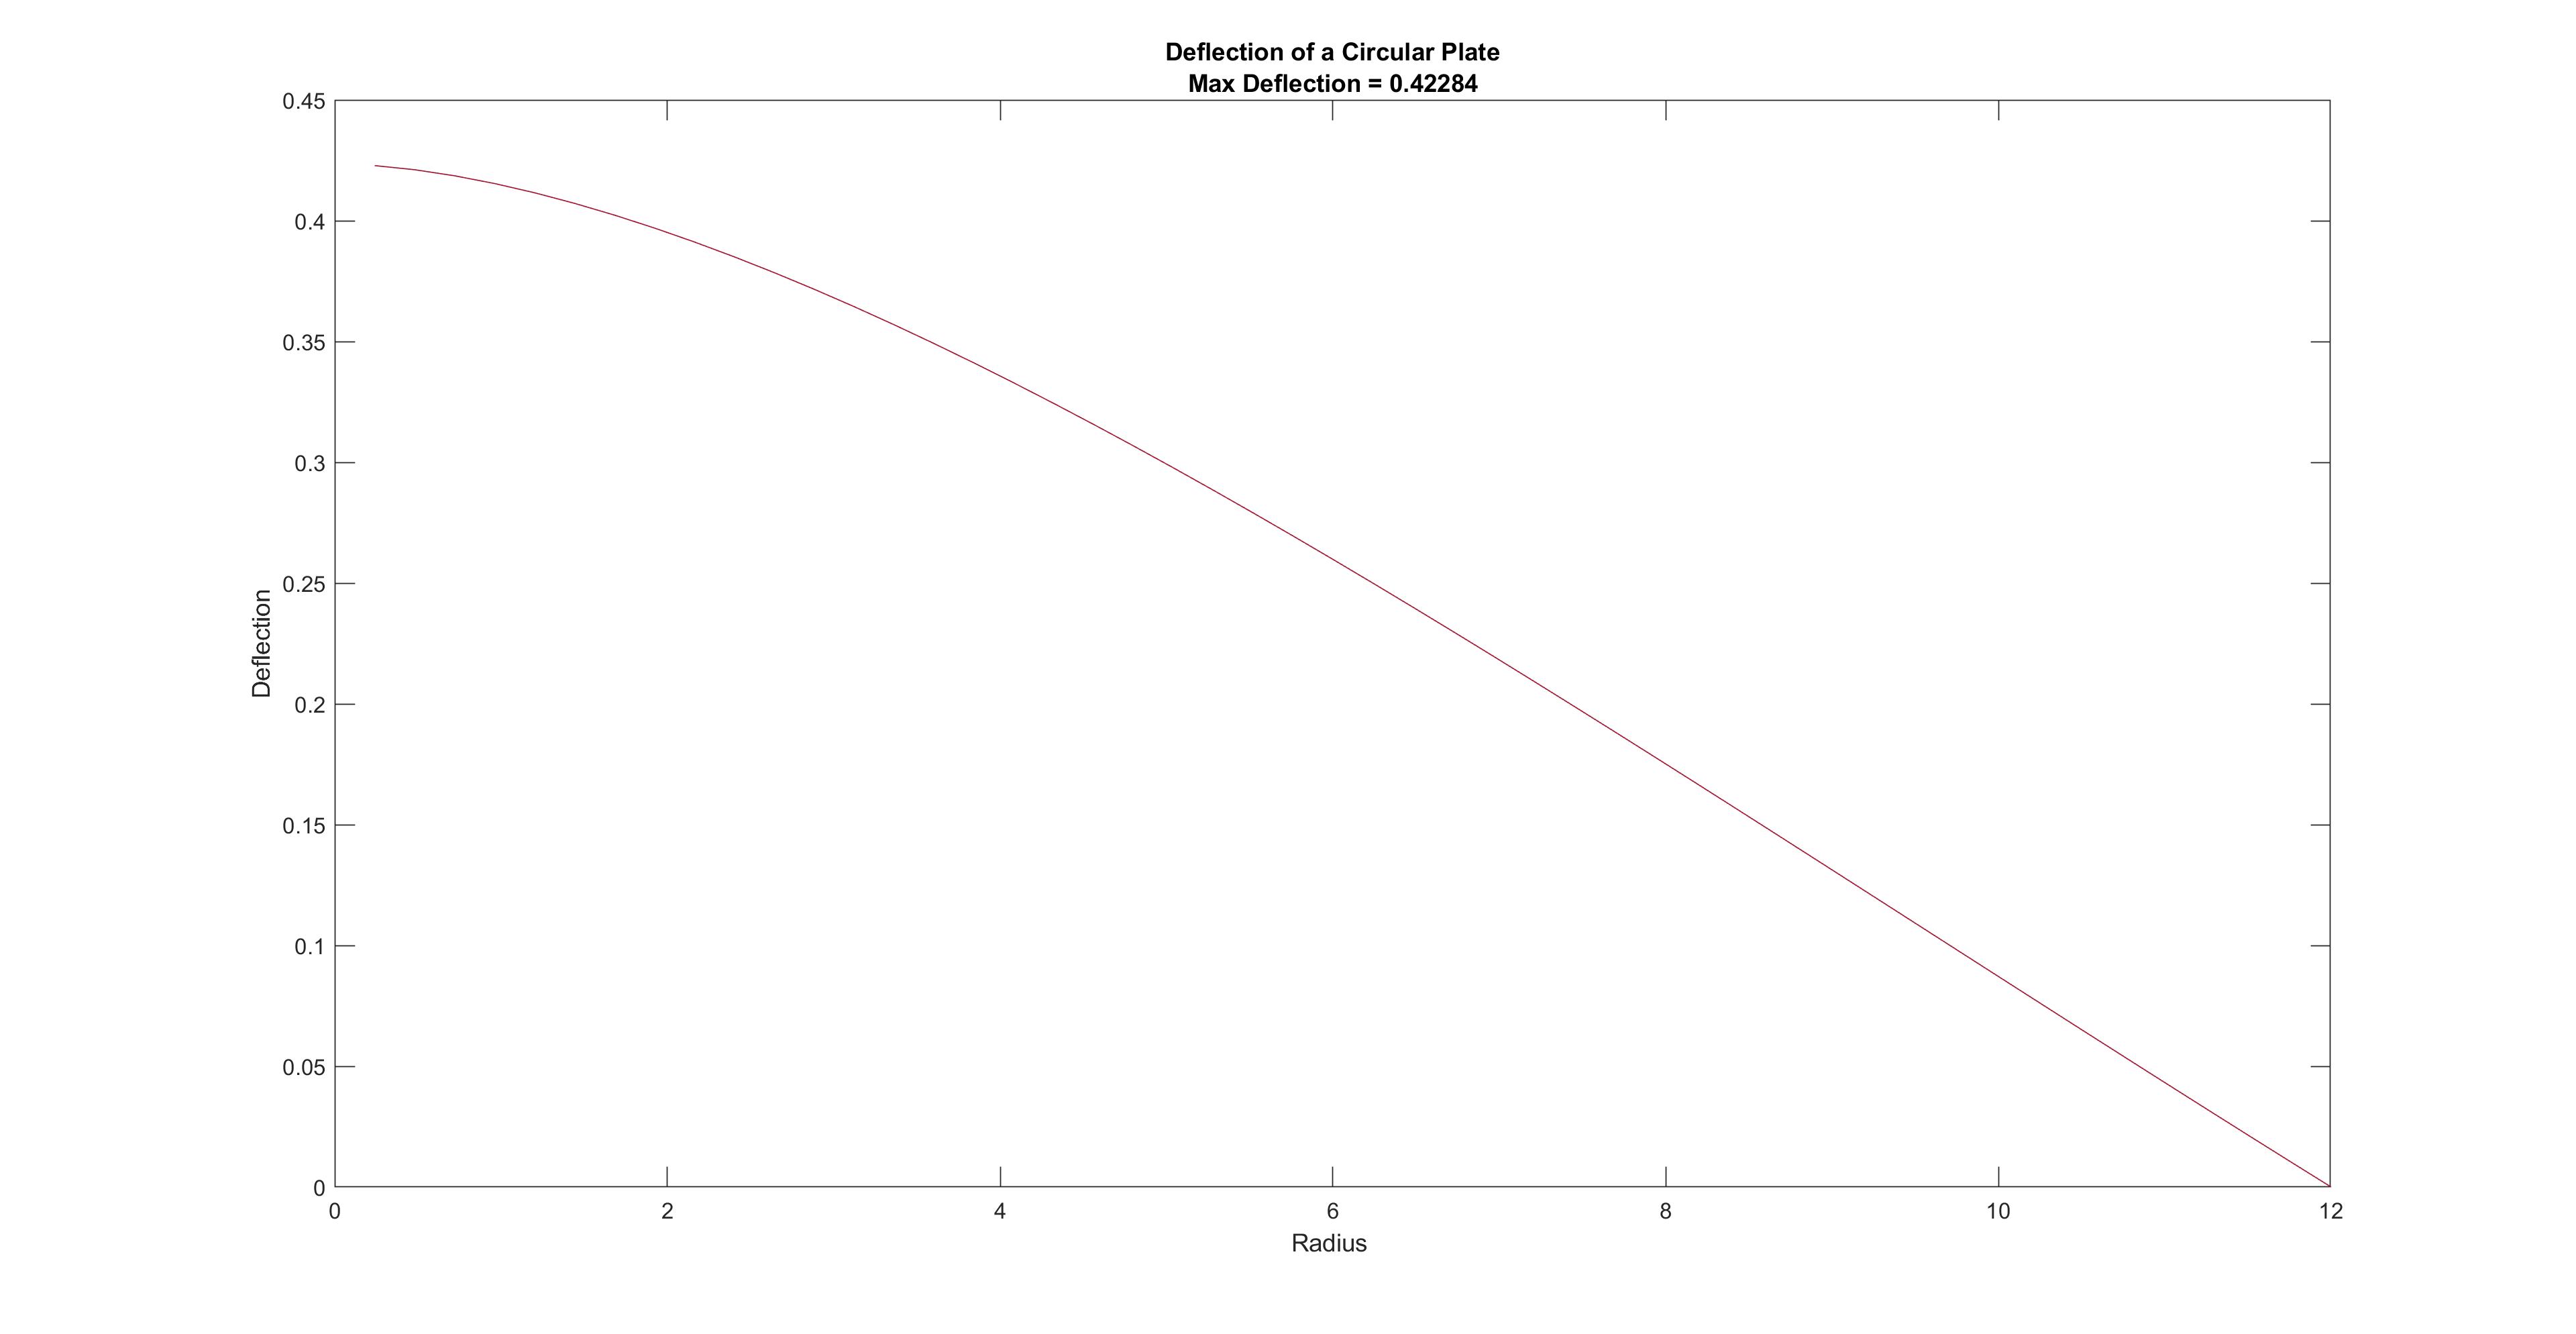 Deflection of a Circular Plate
Max Deflection = 0.42284
0.45
0.4
0.35
0.3
0.25
0.2
0.15
0.1
0.05
0
Deflection
0 2 4 6 8 10 12
Radius